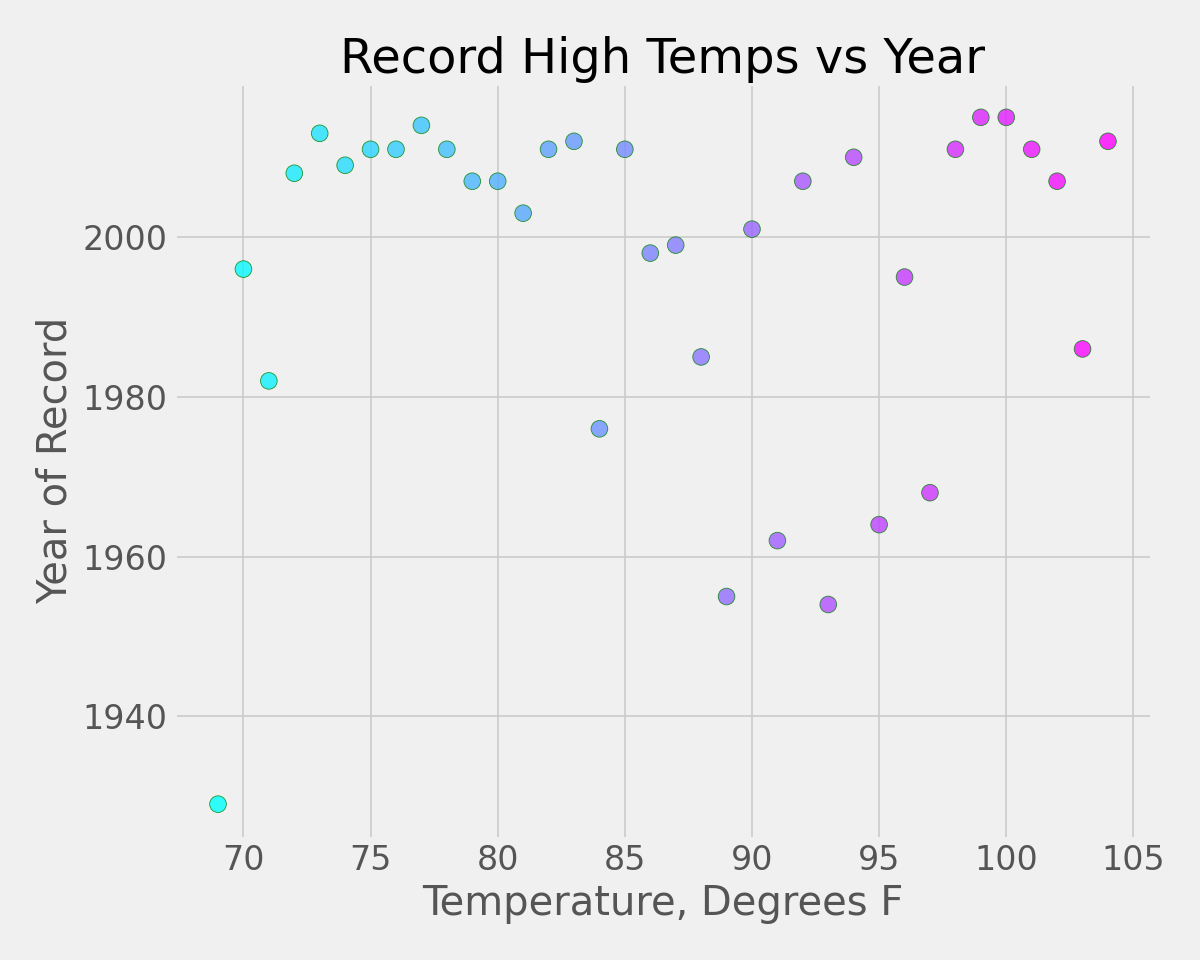 Record High Temps vs Year
Year of Record
2000
1980
1960
1940
70 75 80 85 90 95 100 105
Temperature, Degrees F